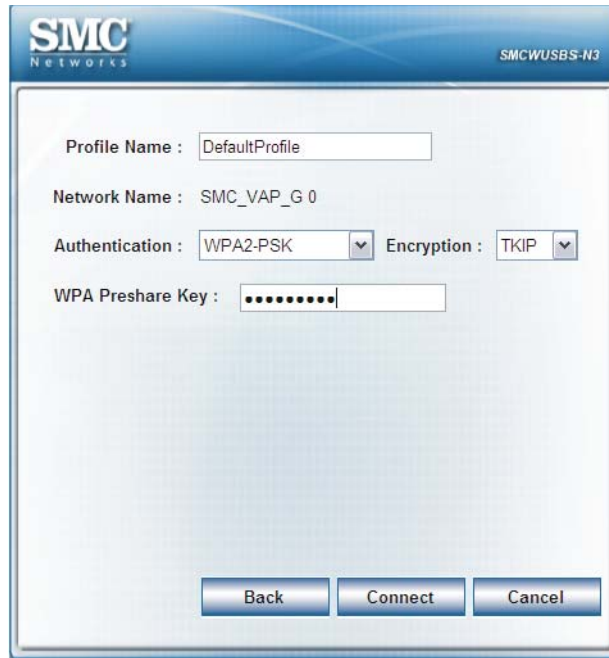 SMC
Networks
SMCWUSBS-N3
Profile Name : DefaultProfile
Network Name : SMC_VAP_G 0
Authentication : WPA2-PSK Encryption : TKIP
WPA Preshare Key : •••••••••
Back Connect Cancel